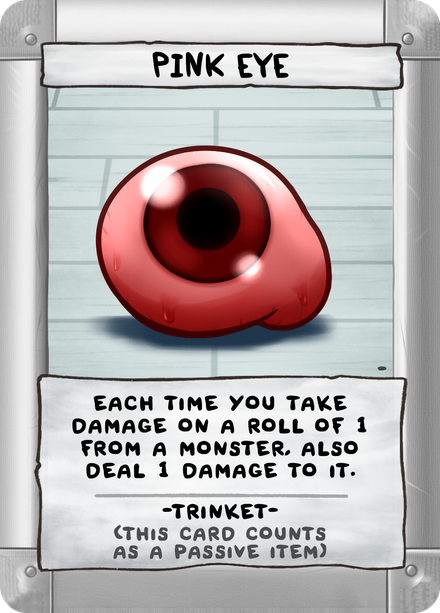 PINK EYE
EACH TIME YOU TAKE
DAMAGE ON A ROLL OF 1
FROM A MONSTER, ALSO
DEAL 1 DAMAGE TO IT.
-TRINKET-
(THIS CARD COUNTS
AS A PASSIVE ITEM)